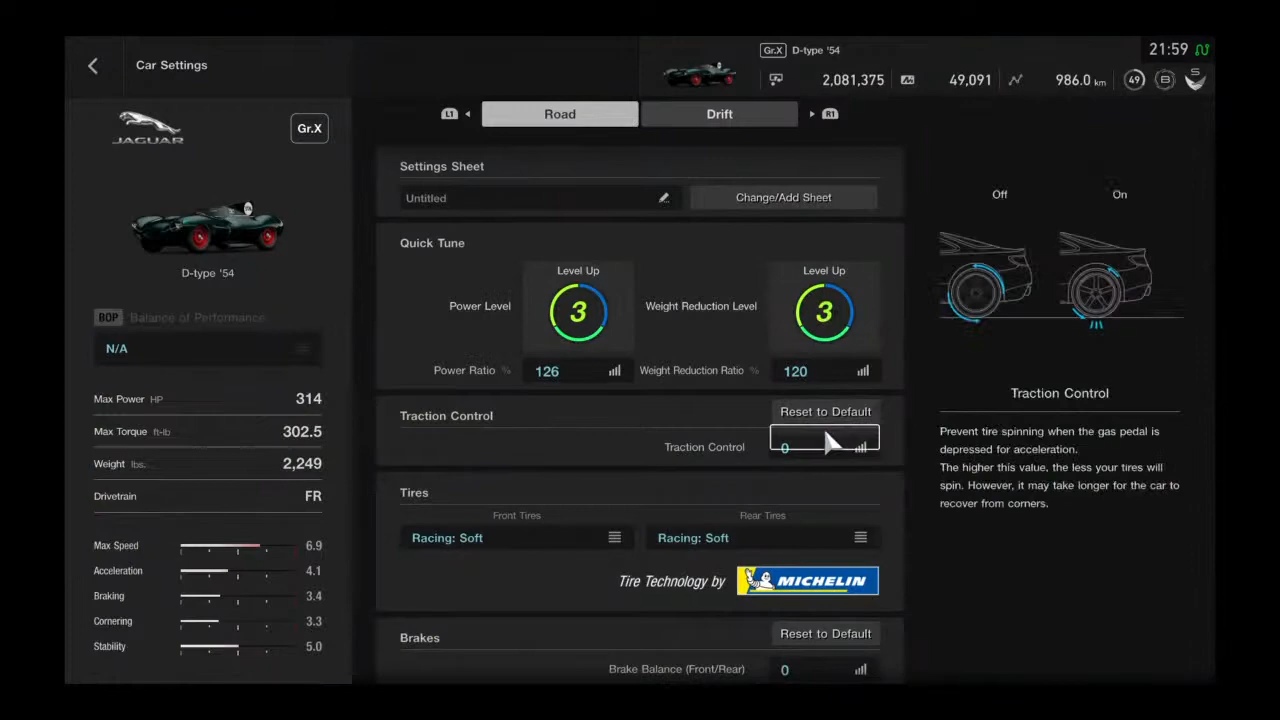 Car Settings
Gr.X D-type '54
21:59
2,081,375
49,091
986.0 km
49
B
S
JAGUAR
Gr.X
D-type '54
BOP Balance of Performance
N/A
Max Power HP 314
Max Torque ft-lb 302.5
Weight lbs. 2,249
Drivetrain FR
Max Speed 6.9
Acceleration 4.1
Braking 3.4
Cornering 3.3
Stability 5.0
L1 Road Drift R1
Settings Sheet
Untitled Change/Add Sheet
Quick Tune
Level Up Level Up
Power Level 3 Weight Reduction Level 3
Power Ratio % 126 Weight Reduction Ratio % 120
Traction Control Reset to Default
Traction Control 0
Tires
Front Tires Rear Tires
Racing: Soft Racing: Soft
Tire Technology by MICHELIN
Brakes Reset to Default
Brake Balance (Front/Rear) 0
Off On
Traction Control
Prevent tire spinning when the gas pedal is
depressed for acceleration.
The higher this value, the less your tires will
spin. However, it may take longer for the car to
recover from corners.